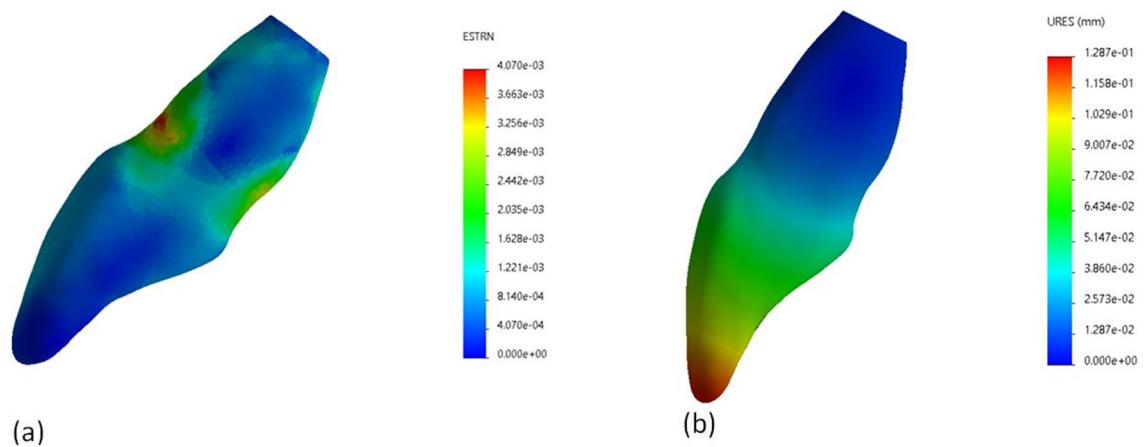 ESTRN
4.070e-03
3.663e-03
3.256e-03
2.849e-03
2.442e-03
2.035e-03
1.628e-03
1.221e-03
8.140e-04
4.070e-04
0.000e+00
(a)
URES (mm)
1.287e-01
1.158e-01
1.029e-01
9.007e-02
7.720e-02
6.434e-02
5.147e-02
3.860e-02
2.573e-02
1.287e-02
0.000e+00
(b)